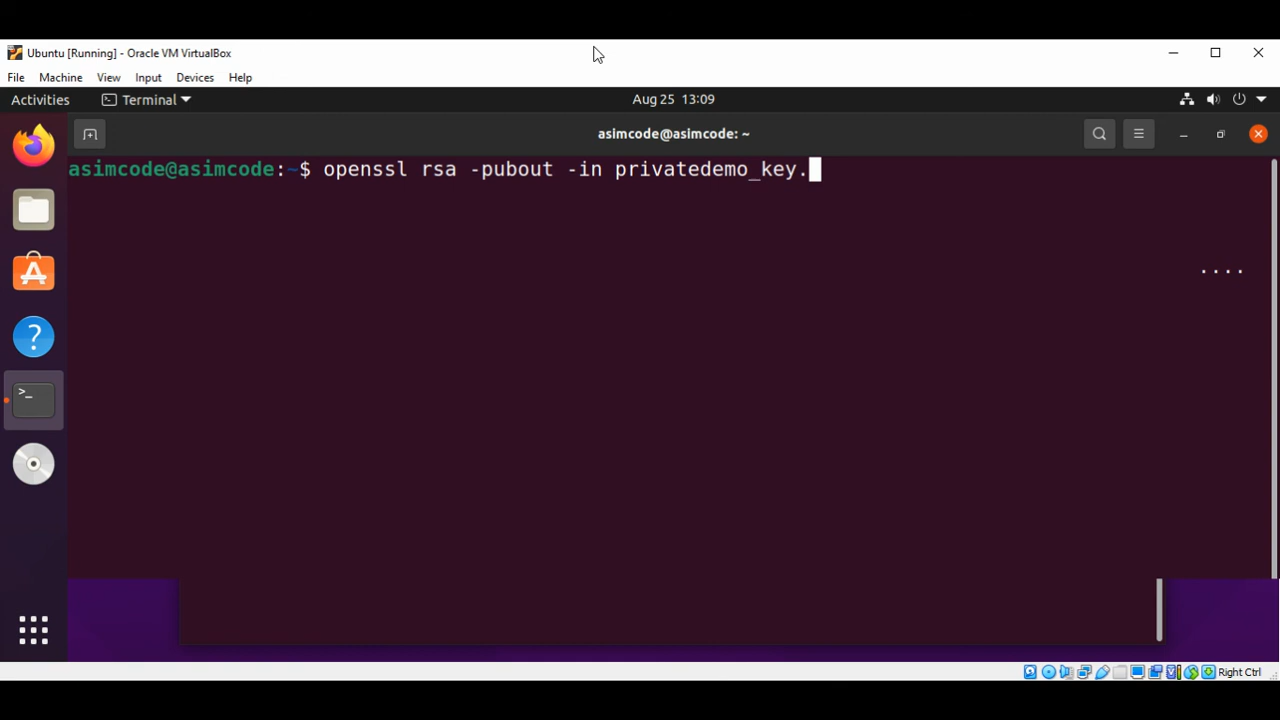 Ubuntu [Running] - Oracle VM VirtualBox
File Machine View Input Devices Help
Activities Terminal Aug 25 13:09
asimcode@asimcode: ~
asimcode@asimcode:~$ openssl rsa -pubout -in privatedemo_key.
....
Right Ctrl